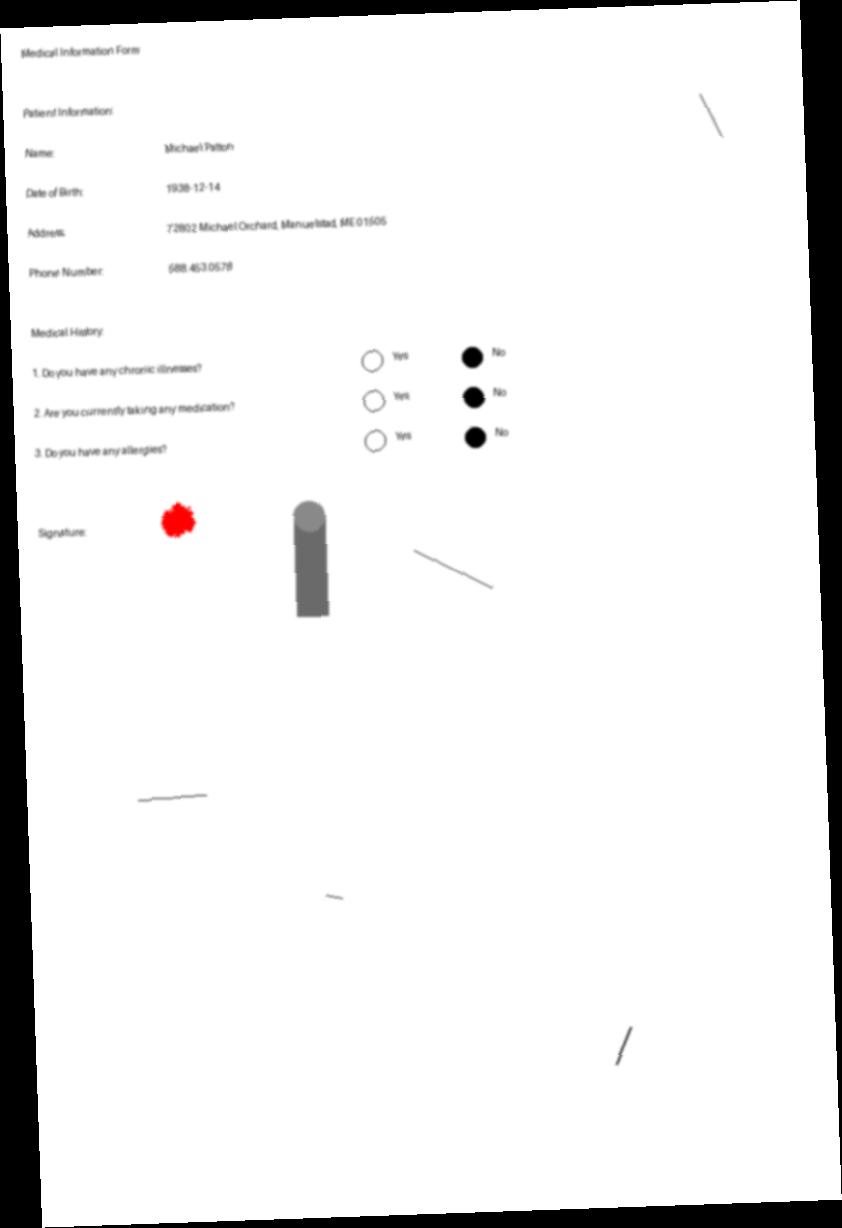 Medical Information Form
Patient Information:
Name: Michael Patton
Date of Birth: 1938-12-14
Address: 72802 Michael Orchard, Manuelstad, ME 01505
Phone Number: 588.453.0578
Medical History:
1. Do you have any chronic illnesses? Yes No
2. Are you currently taking any medication? Yes No
3. Do you have any allergies? Yes No
Signature: